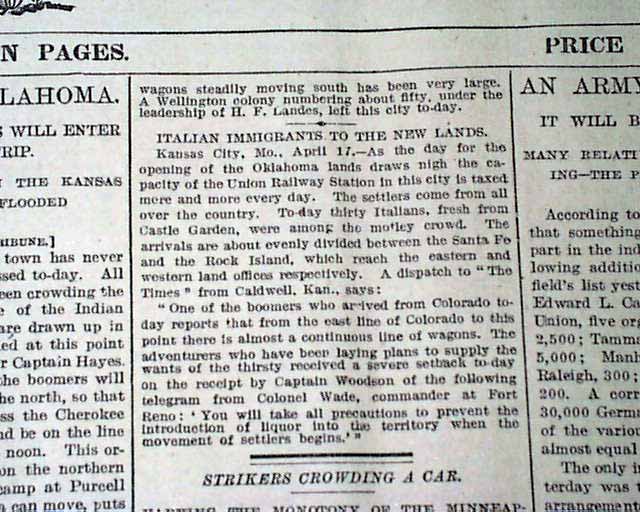 N PAGES.
PRICE
LAHOMA.
S WILL ENTER
RIP.
N THE KANSAS
FLOODED
IBUNE.]
town has never
ssed to-day. All
een crowding the
e of the Indian
are drawn up in
ed at this point
r Captain Hayes.
he boomers will
he north, so that
ss the Cherokee
nd be on the line
noon. This or-
on the northern
camp at Purcell
can move, puts
wagons steadily moving south has been very large.
A Wellington colony numbering about fifty, under the
leadership of H. F. Landes, left this city to-day.
ITALIAN IMMIGRANTS TO THE NEW LANDS.
Kansas City, Mo., April 17.—As the day for the
opening of the Oklahoma lands draws nigh the ca-
pacity of the Union Railway Station in this city is taxed
more and more every day. The settlers come from all
over the country. To-day thirty Italians, fresh from
Castle Garden, were among the motley crowd. The
arrivals are about evenly divided between the Santa Fe
and the Rock Island, which reach the eastern and
western land offices respectively. A dispatch to "The
Times" from Caldwell, Kan., says:
"One of the boomers who arrived from Colorado to-
day reports that from the east line of Colorado to this
point there is almost a continuous line of wagons. The
adventurers who have been laying plans to supply the
wants of the thirsty received a severe setback to-day
on the receipt by Captain Woodson of the following
telegram from Colonel Wade, commander at Fort
Reno: 'You will take all precautions to prevent the
introduction of liquor into the territory when the
movement of settlers begins.'"
STRIKERS CROWDING A CAR.
MARRING THE MONOTONY OF THE MINNEAP-
AN ARMY
IT WILL B
MANY RELATI
ING—THE P
According to
that something
part in the ind
lowing additio
field's list yest
Edward L. Ca
Union, five org
2,500; Tamma
5,000; Manh
Raleigh, 300;
200. A corr
30,000 Germ
of the variou
almost equal
The only in
terday was t
arrangement